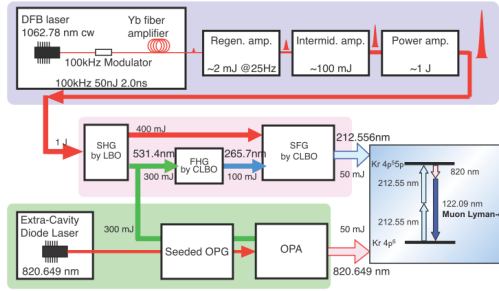 DFB laser
1062.78 nm cw
Yb fiber
amplifier
100kHz Modulator
100kHz 50nJ 2.0ns
Regen. amp.
~2 mJ @25Hz
Intermid. amp.
~100 mJ
Power amp.
~1 J
1 J
SHG
by LBO
400 mJ
531.4nm
300 mJ
FHG
by CLBO
265.7nm
100 mJ
SFG
by CLBO
212.556nm
50 mJ
Kr 4p⁵5p
820 nm
212.55 nm
122.09 nm
Muon Lyman-α
212.55 nm
Kr 4p⁶
Extra-Cavity
Diode Laser
820.649 nm
300 mJ
Seeded OPG
OPA
50 mJ
820.649 nm